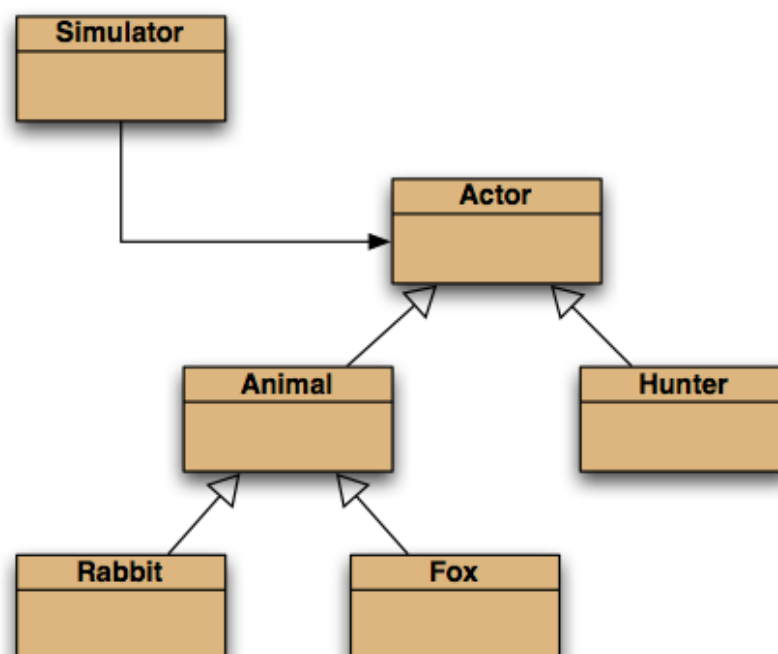 Simulator
Actor
Animal
Hunter
Rabbit
Fox